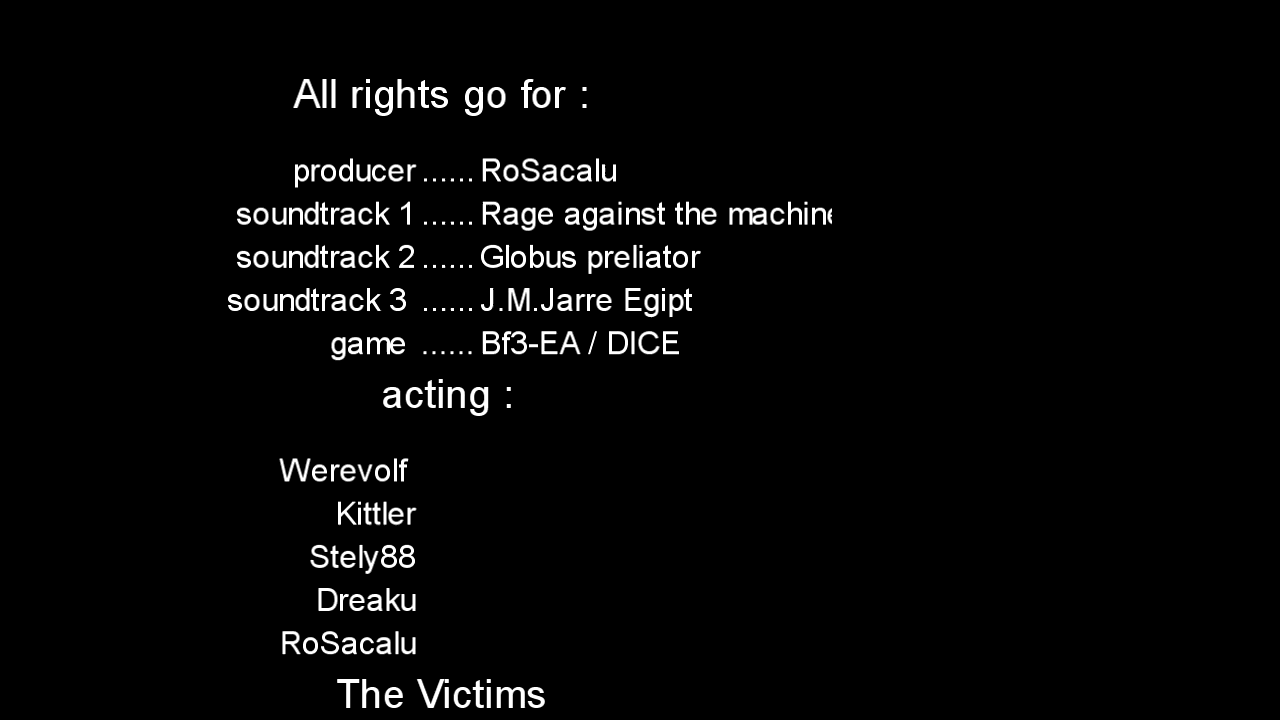 All rights go for :
producer ...... RoSacalu
soundtrack 1 ...... Rage against the machine
soundtrack 2 ...... Globus preliator
soundtrack 3 ...... J.M.Jarre Egipt
game ...... Bf3-EA / DICE
acting :
Werevolf
Kittler
Stely88
Dreaku
RoSacalu
The Victims